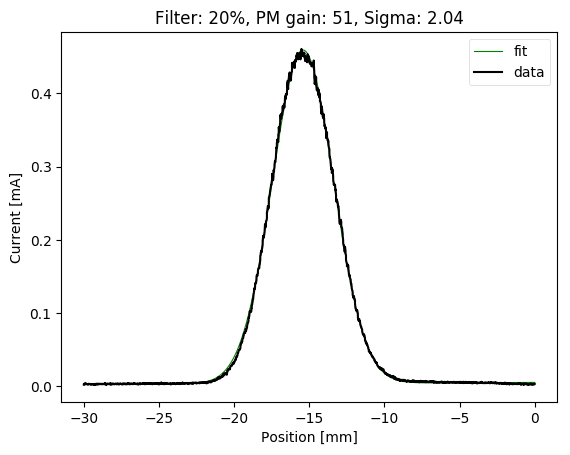 Filter: 20%, PM gain: 51, Sigma: 2.04
fit
data
0.4
0.3
0.2
0.1
0.0
Current [mA]
−30 −25 −20 −15 −10 −5 0
Position [mm]